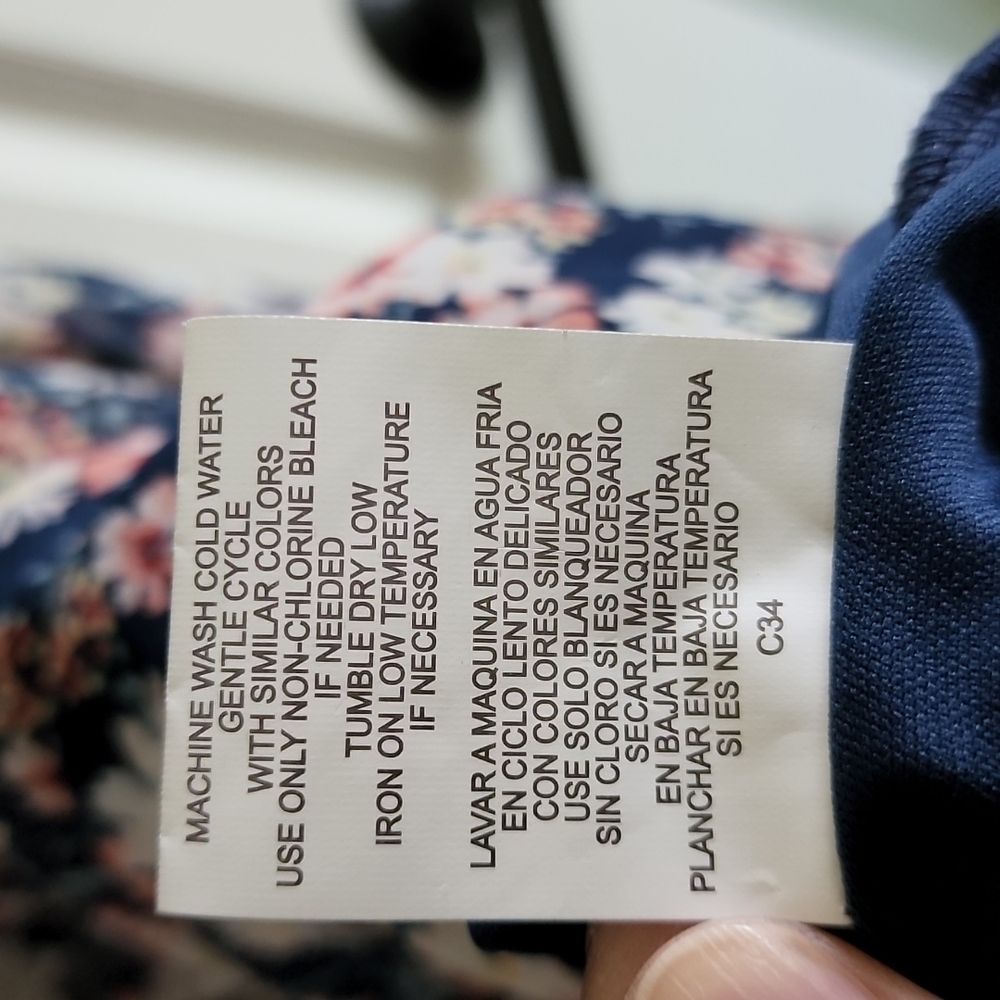 MACHINE WASH COLD WATER
GENTLE CYCLE
WITH SIMILAR COLORS
USE ONLY NON-CHLORINE BLEACH
IF NEEDED
TUMBLE DRY LOW
IRON ON LOW TEMPERATURE
IF NECESSARY
LAVAR A MAQUINA EN AGUA FRIA
EN CICLO LENTO DELICADO
CON COLORES SIMILARES
USE SOLO BLANQUEADOR
SIN CLORO SI ES NECESARIO
SECAR A MAQUINA
EN BAJA TEMPERATURA
PLANCHAR EN BAJA TEMPERATURA
SI ES NECESARIO
C34